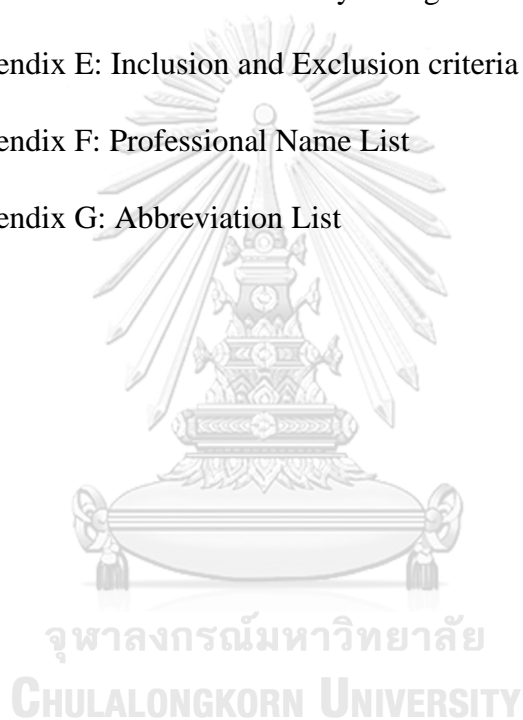 endix E: Inclusion and Exclusion criteria
endix F: Professional Name List
endix G: Abbreviation List
จุฬาลงกรณ์มหาวิทยาลัย
CHULALONGKORN UNIVERSITY